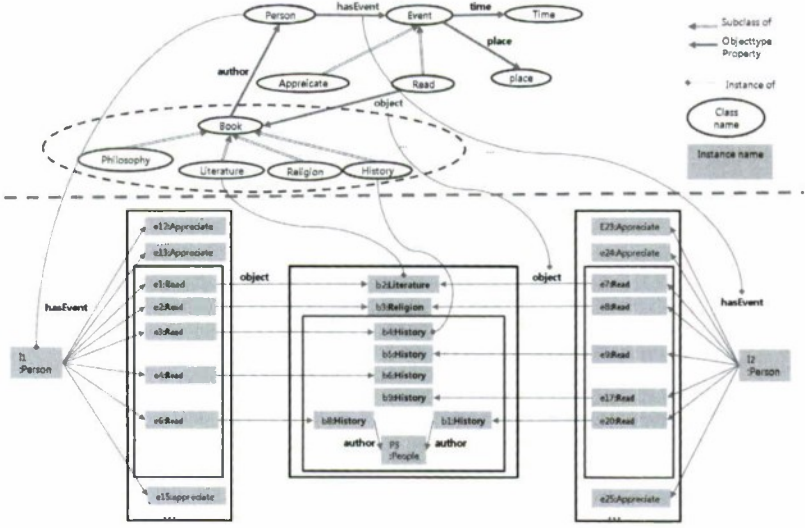 Person
hasEvent
Event
time
Time
place
place
author
Appreicate
Read
object
Book
Philosophy
Literature
Religion
History
Subclass of
Objecttype
Property
Instance of
Class
name
Instance name
e12:Appreciate
e13:Appreciate
e1:Read
e2:Read
e3:Read
e4:Read
e6:Read
e15:appreciate
...
hasEvent
I1
:Person
object
b2:Literature
b3:Religion
b4:History
b5:History
b6:History
b9:History
b8:History
b1:History
author
author
P3
:People
object
E23:Appreciate
e24:Appreciate
e7:Read
e8:Read
e9:Read
e17:Read
e20:Read
e25:Appreciate
...
hasEvent
I2
:Person